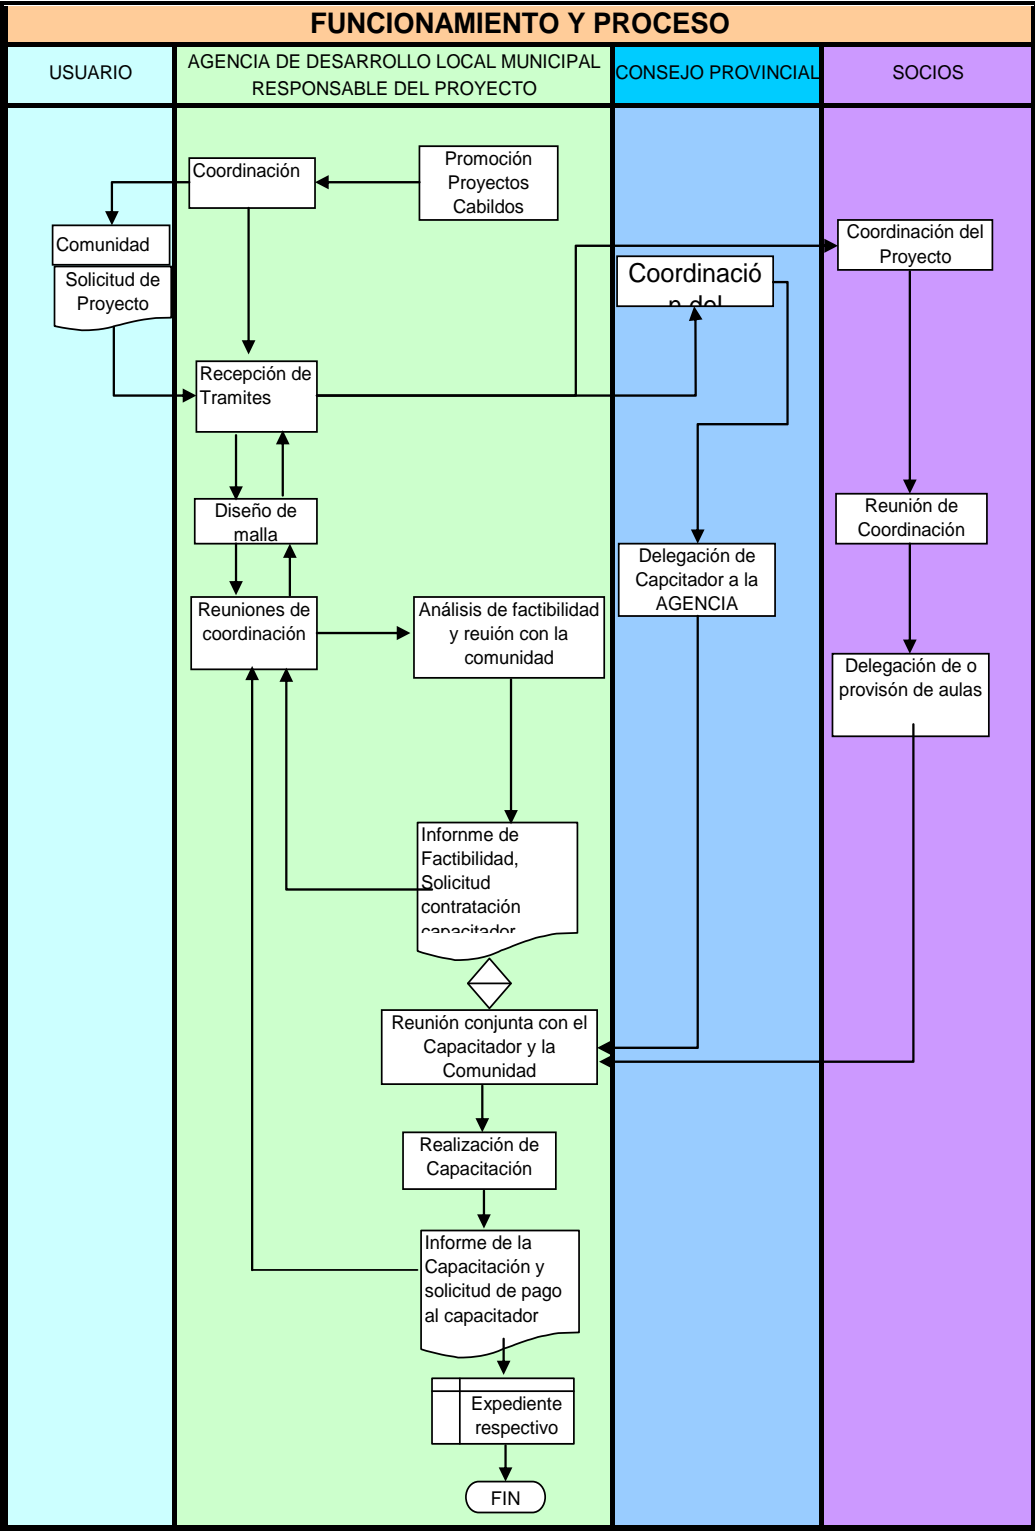 FUNCIONAMIENTO Y PROCESO
USUARIO
AGENCIA DE DESARROLLO LOCAL MUNICIPAL
RESPONSABLE DEL PROYECTO
CONSEJO PROVINCIAL
SOCIOS
Coordinación
Promoción
Proyectos
Cabildos
Comunidad
Solicitud de
Proyecto
Coordinación del
Proyecto
Coordinació
n del
Recepción de
Tramites
Diseño de
malla
Reunión de
Coordinación
Delegación de
Capcitador a la
AGENCIA
Reuniones de
coordinación
Análisis de factibilidad
y reuión con la
comunidad
Delegación de o
provisón de aulas
Infornme de
Factibilidad,
Solicitud
contratación
capacitador
Reunión conjunta con el
Capacitador y la
Comunidad
Realización de
Capacitación
Informe de la
Capacitación y
solicitud de pago
al capacitador
Expediente
respectivo
FIN